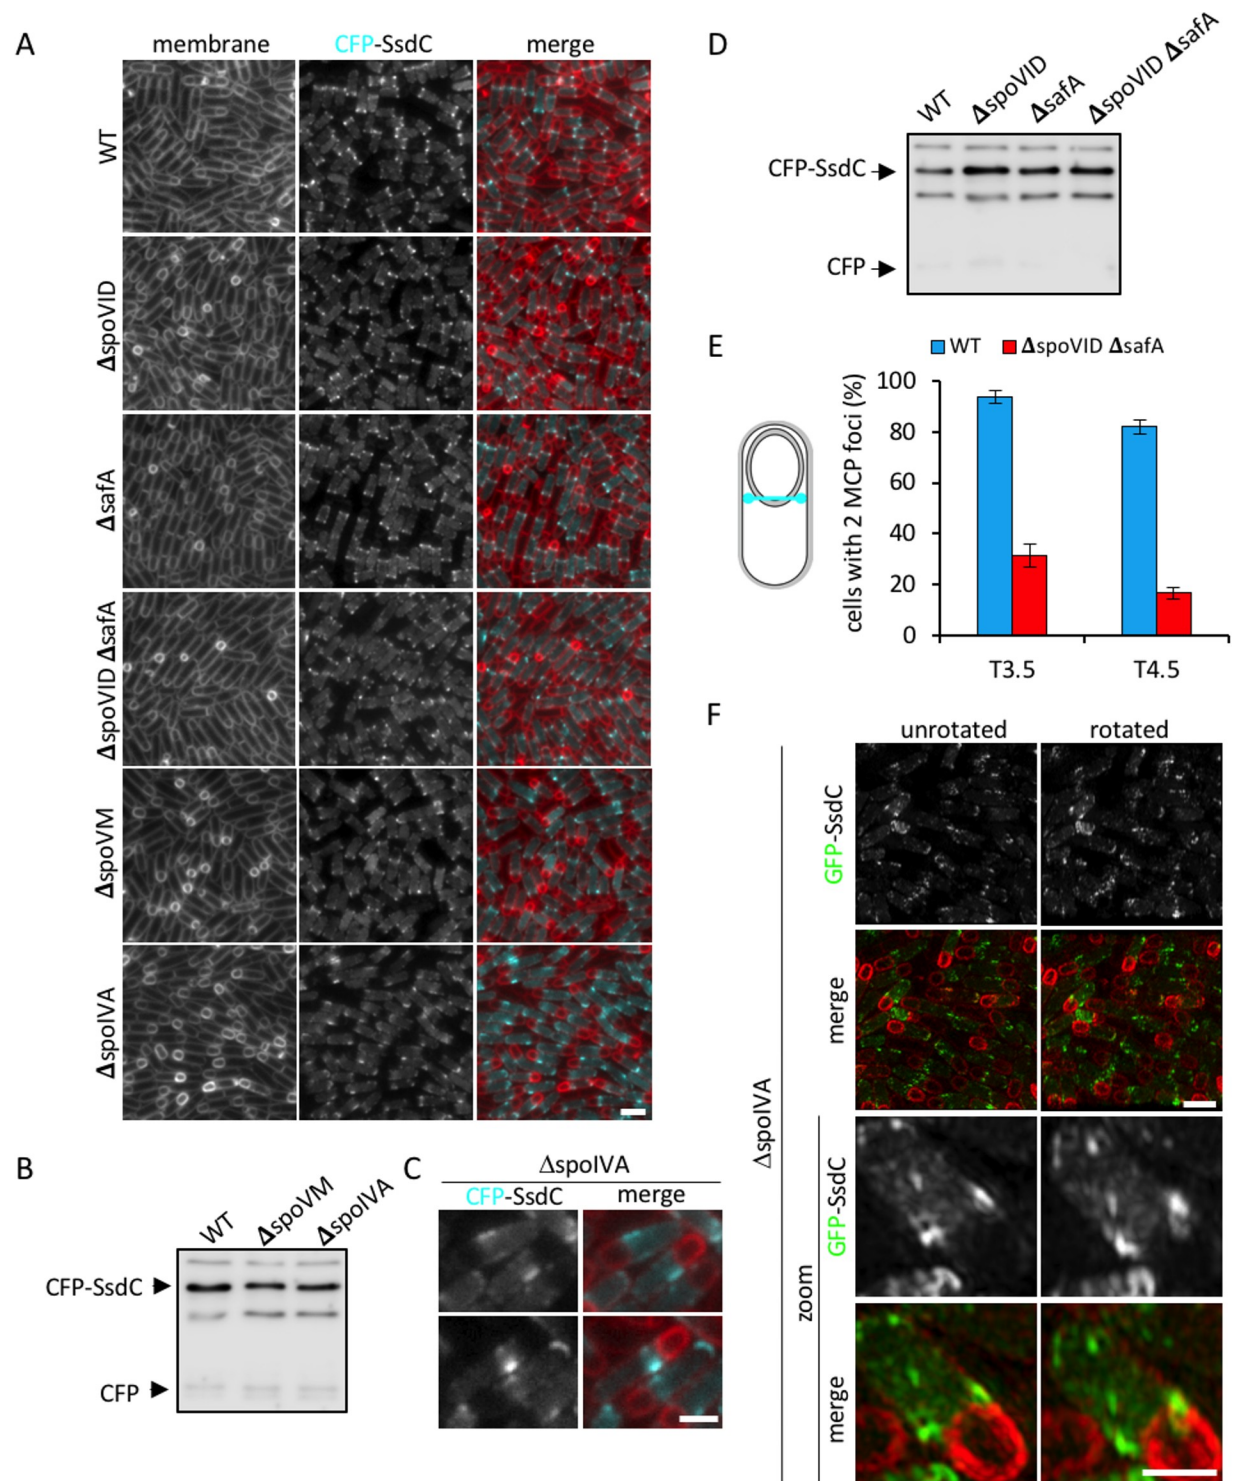 A
membrane
CFP-SsdC
merge
WT
ΔspoVID
ΔsafA
ΔspoVID ΔsafA
ΔspoVM
ΔspoIVA
B
WT
ΔspoVM
ΔspoIVA
CFP-SsdC
CFP
C
ΔspoIVA
CFP-SsdC
merge
D
WT
ΔspoVID
ΔsafA
ΔspoVID ΔsafA
CFP-SsdC
CFP
E
WT
ΔspoVID ΔsafA
cells with 2 MCP foci (%)
100
80
60
40
20
0
T3.5
T4.5
F
unrotated
rotated
ΔspoIVA
GFP-SsdC
merge
zoom
GFP-SsdC
merge